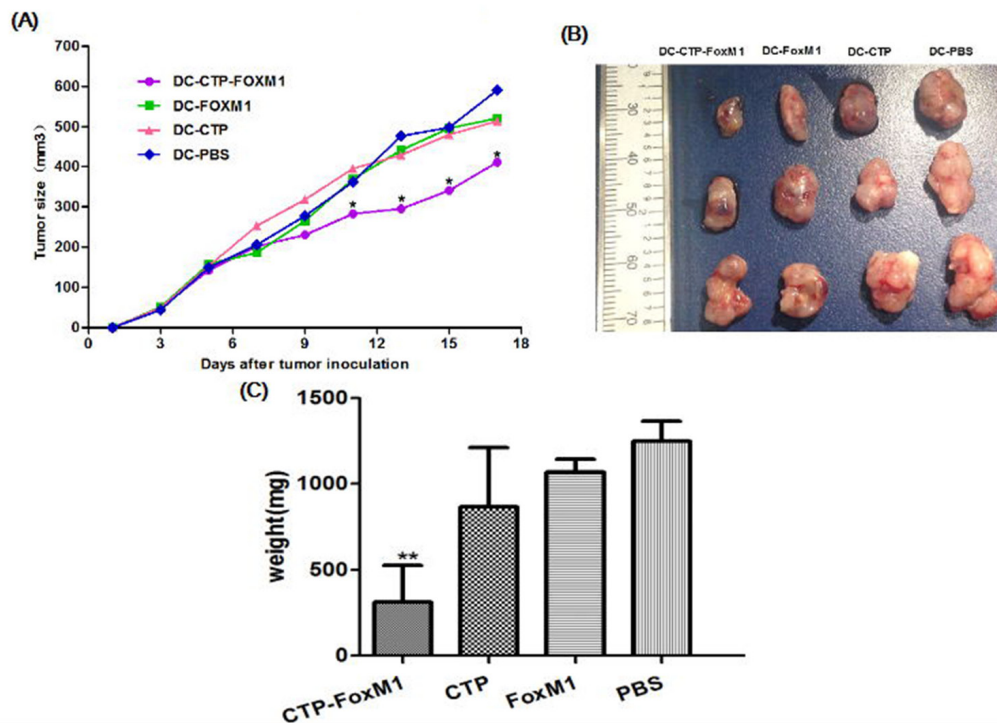 (A)
700
600
500
400
300
200
100
0
Tumor size (mm3)
DC-CTP-FOXM1
DC-FOXM1
DC-CTP
DC-PBS
*
*
*
*
0 3 6 9 12 15 18
Days after tumor inoculation
(B)
DC-CTP-FoxM1 DC-FoxM1 DC-CTP DC-PBS
30
40
50
60
70
(C)
1500
1000
500
0
weight(mg)
**
CTP-FoxM1 CTP FoxM1 PBS